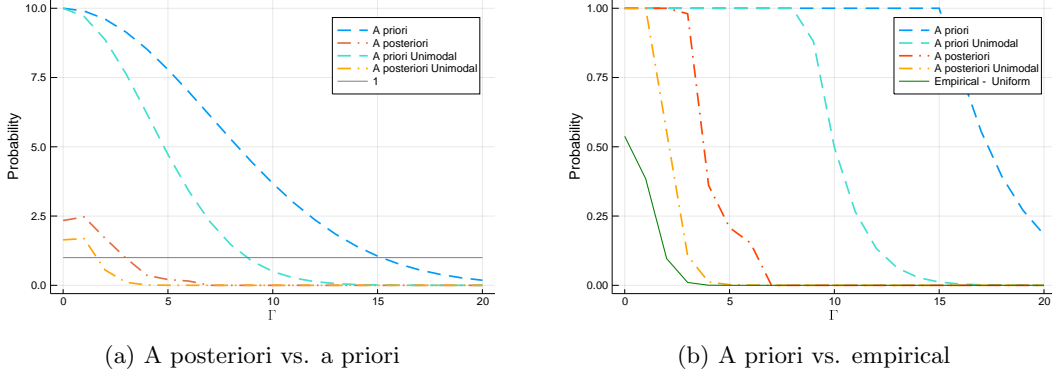 10.0
7.5
5.0
2.5
0.0
Probability
0
5
10
15
20
Γ
A priori
A posteriori
A priori Unimodal
A posteriori Unimodal
1
(a) A posteriori vs. a priori
1.00
0.75
0.50
0.25
0.00
Probability
0
5
10
15
20
Γ
A priori
A priori Unimodal
A posteriori
A posteriori Unimodal
Empirical - Uniform
(b) A priori vs. empirical